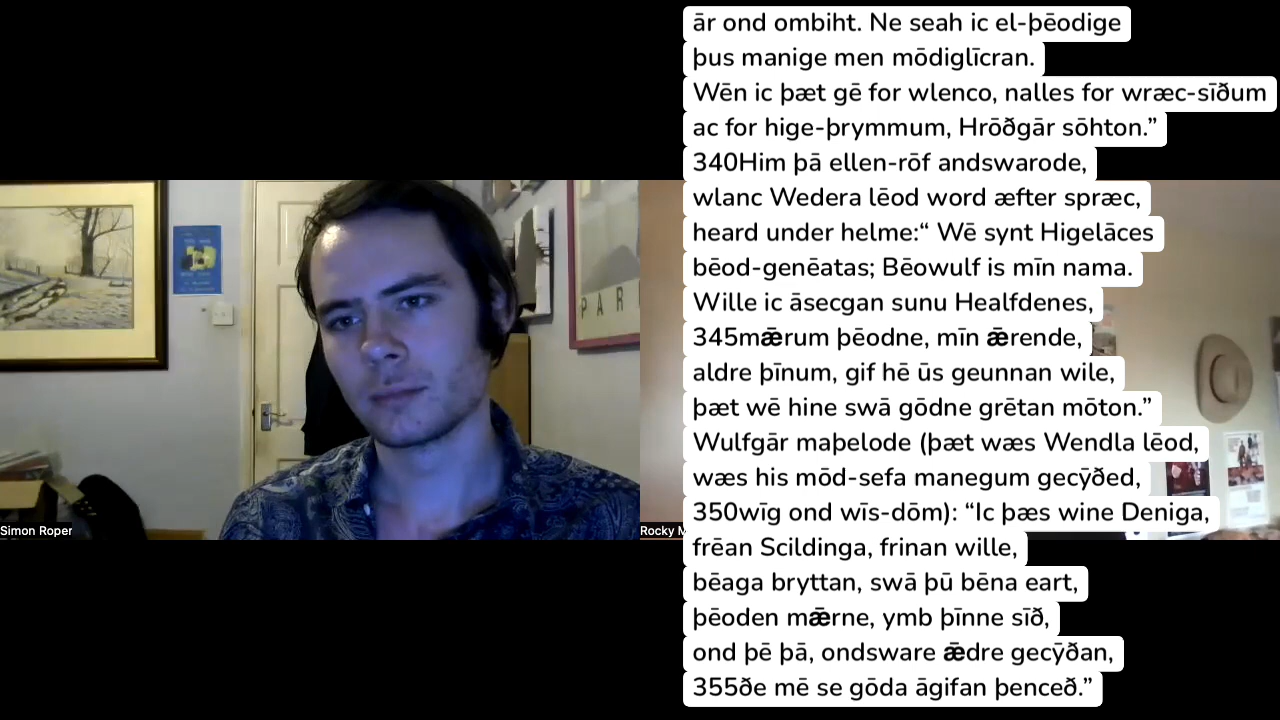 ār ond ombiht. Ne seah ic el-þēodige
þus manige men mōdiglīcran.
Wēn ic þæt gē for wlenco, nalles for wræc-sīðum
ac for hige-þrymmum, Hrōðgār sōhton.”
340Him þā ellen-rōf andswarode,
wlanc Wedera lēod word æfter spræc,
heard under helme:“ Wē synt Higelāces
bēod-genēatas; Bēowulf is mīn nama.
Wille ic āsecgan sunu Healfdenes,
345mǣrum þēodne, mīn ǣrende,
aldre þīnum, gif hē ūs geunnan wile,
þæt wē hine swā gōdne grētan mōton.”
Wulfgār maþelode (þæt wæs Wendla lēod,
wæs his mōd-sefa manegum gecȳðed,
350wīg ond wīs-dōm): “Ic þæs wine Deniga,
frēan Scildinga, frinan wille,
bēaga bryttan, swā þū bēna eart,
þēoden mǣrne, ymb þīnne sīð,
ond þē þā, ondsware ǣdre gecȳðan,
355ðe mē se gōda āgifan þenceð.”
PAR
Simon Roper
Rocky M